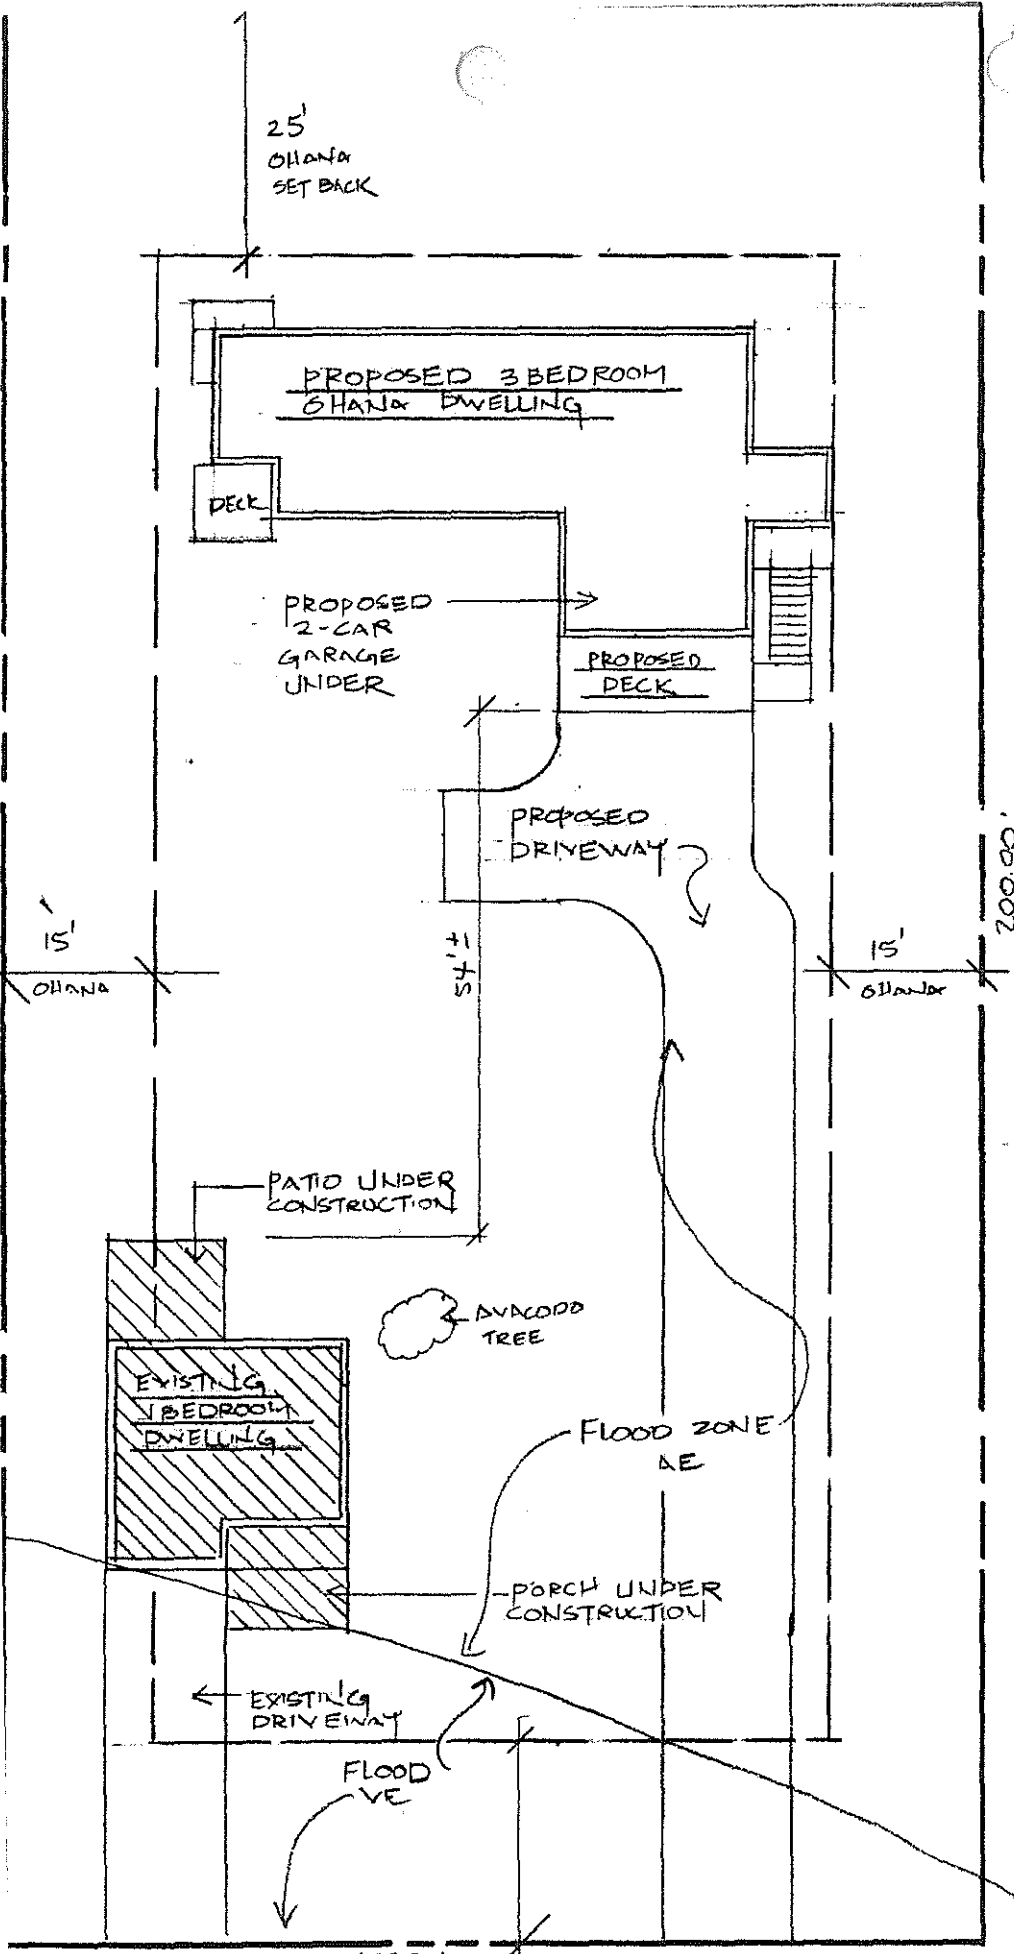 25'
OHANA
SET BACK
PROPOSED 3 BEDROOM
OHANA DWELLING
DECK
PROPOSED
2-CAR
GARAGE
UNDER
PROPOSED
DECK
PROPOSED
DRIVEWAY
200.00'
15'
OHANA
54'±
15'
OHANA
PATIO UNDER
CONSTRUCTION
AVACODO
TREE
EXISTING
1 BEDROOM
DWELLING
FLOOD ZONE
AE
PORCH UNDER
CONSTRUCTION
EXISTING
DRIVEWAY
FLOOD
VE